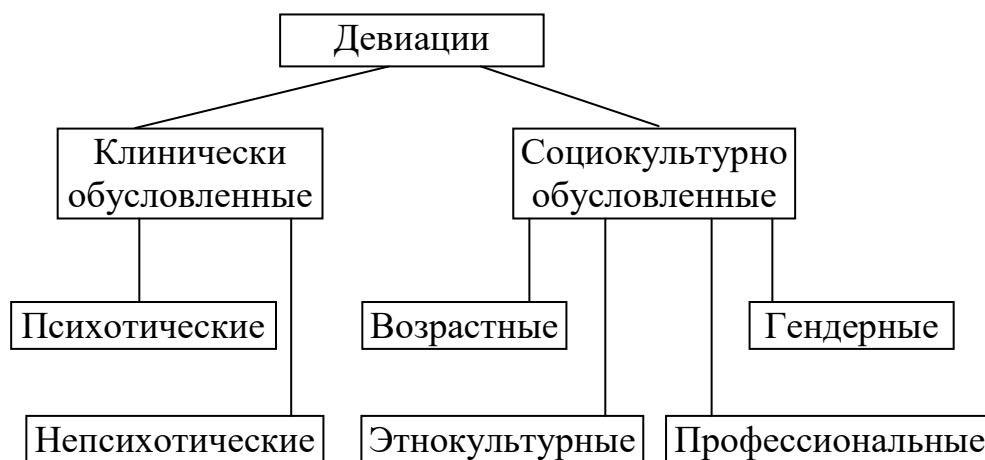 Девиации
Клинически
обусловленные
Социокультурно
обусловленные
Психотические
Возрастные
Гендерные
Непсихотические
Этнокультурные
Профессиональные